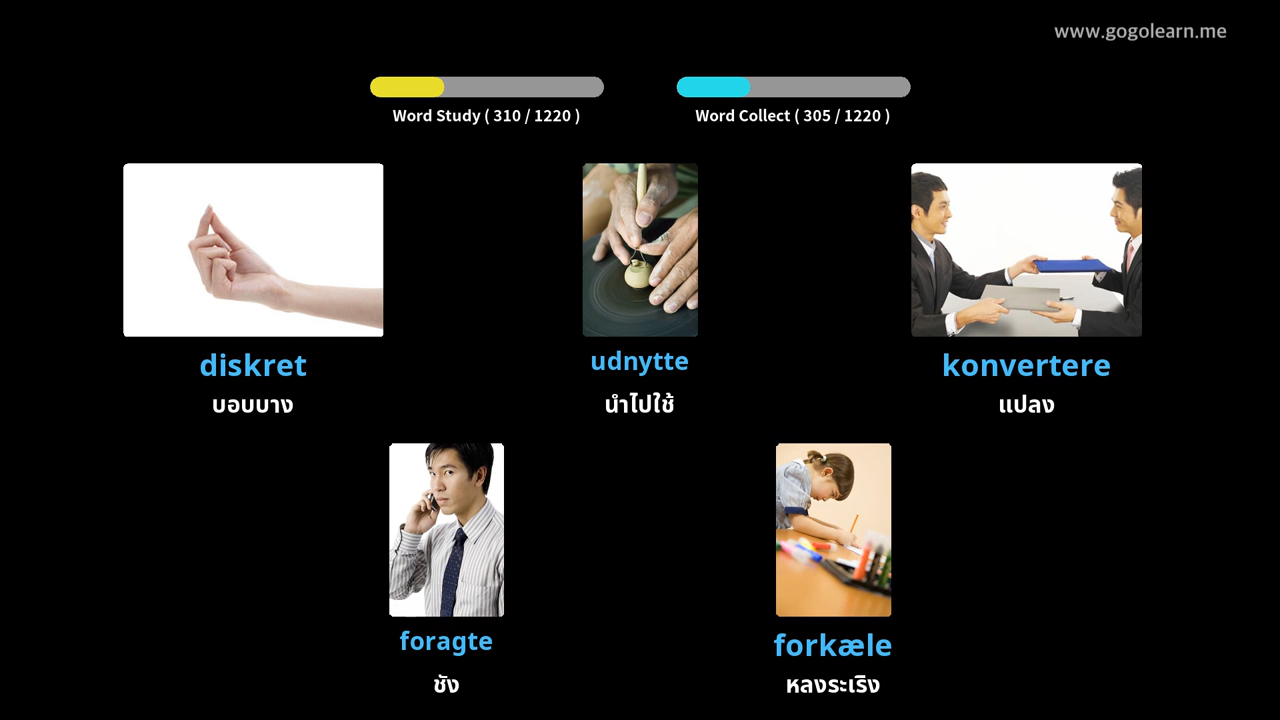 www.gogolearn.me
Word Study ( 310 / 1220 )
Word Collect ( 305 / 1220 )
diskret
บอบบาง
udnytte
นำไปใช้
konvertere
แปลง
foragte
ชัง
forkæle
หลงระเริง